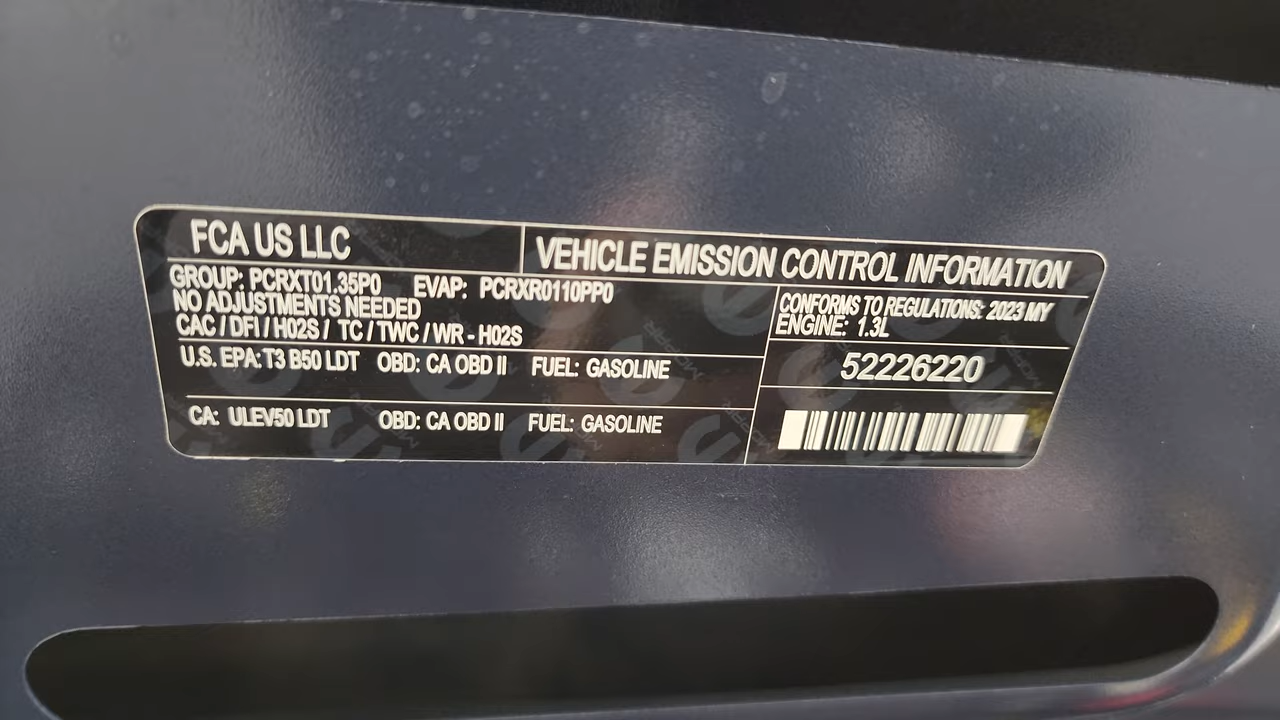 FCA US LLC
VEHICLE EMISSION CONTROL INFORMATION
GROUP: PCRXT01.35P0 EVAP: PCRXR0110PP0
NO ADJUSTMENTS NEEDED
CAC / DFI / H02S / TC / TWC / WR - H02S
CONFORMS TO REGULATIONS: 2023 MY
ENGINE: 1.3L
U.S. EPA: T3 B50 LDT OBD: CA OBD II FUEL: GASOLINE
52226220
CA: ULEV50 LDT OBD: CA OBD II FUEL: GASOLINE